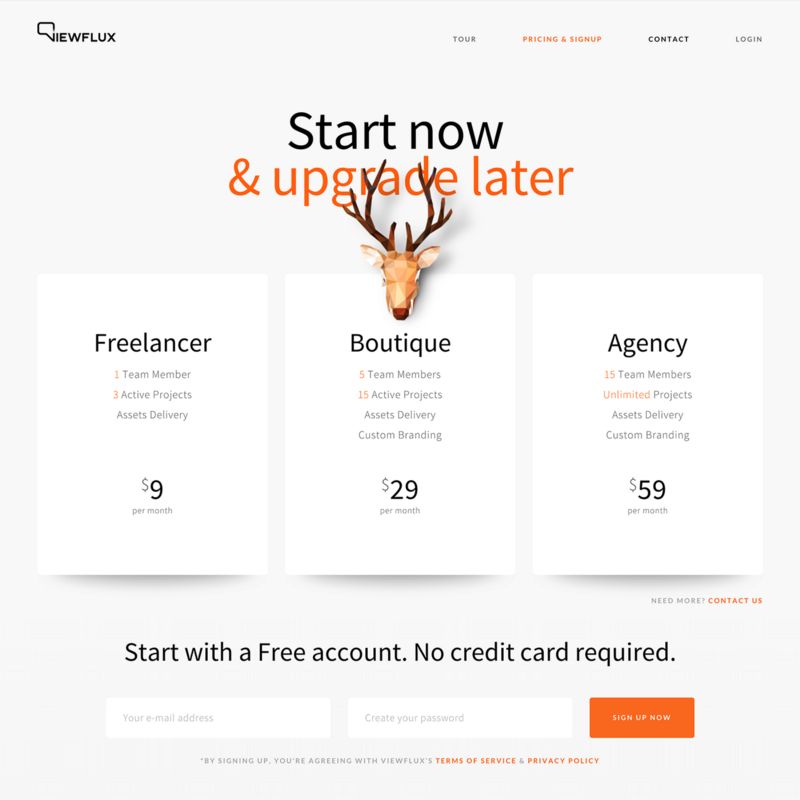 VIEWFLUX
TOUR
PRICING & SIGNUP
CONTACT
LOGIN
Start now
& upgrade later
Freelancer
1 Team Member
3 Active Projects
Assets Delivery
$9
per month
Boutique
5 Team Members
15 Active Projects
Assets Delivery
Custom Branding
$29
per month
Agency
15 Team Members
Unlimited Projects
Assets Delivery
Custom Branding
$59
per month
NEED MORE? CONTACT US
Start with a Free account. No credit card required.
Your e-mail address
Create your password
SIGN UP NOW
*BY SIGNING UP, YOU'RE AGREEING WITH VIEWFLUX'S TERMS OF SERVICE & PRIVACY POLICY